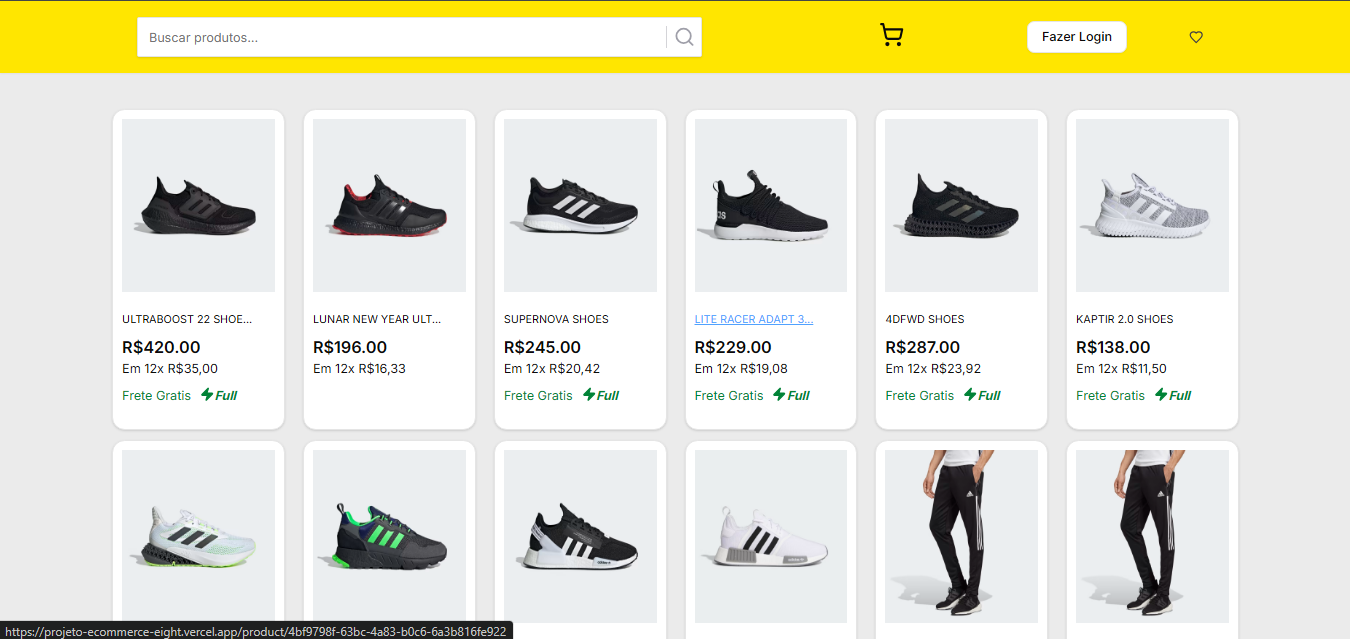 Buscar produtos...
Fazer Login
ULTRABOOST 22 SHOE...
R$420.00
Em 12x R$35,00
Frete Gratis Full
LUNAR NEW YEAR ULT...
R$196.00
Em 12x R$16,33
SUPERNOVA SHOES
R$245.00
Em 12x R$20,42
Frete Gratis Full
LITE RACER ADAPT 3...
R$229.00
Em 12x R$19,08
Frete Gratis Full
4DFWD SHOES
R$287.00
Em 12x R$23,92
Frete Gratis Full
KAPTIR 2.0 SHOES
R$138.00
Em 12x R$11,50
Frete Gratis Full
https://projeto-ecommerce-eight.vercel.app/product/4bf9798f-63bc-4a83-b0c6-6a3b816fe922